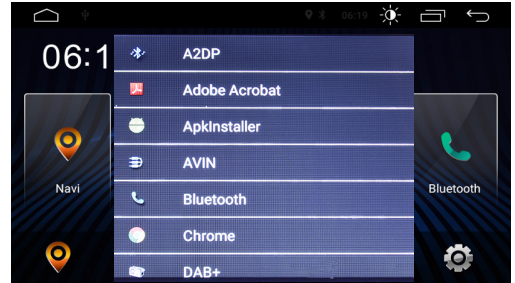 06:19
06:1
A2DP
Adobe Acrobat
ApkInstaller
AVIN
Bluetooth
Chrome
DAB+
Navi
Bluetooth